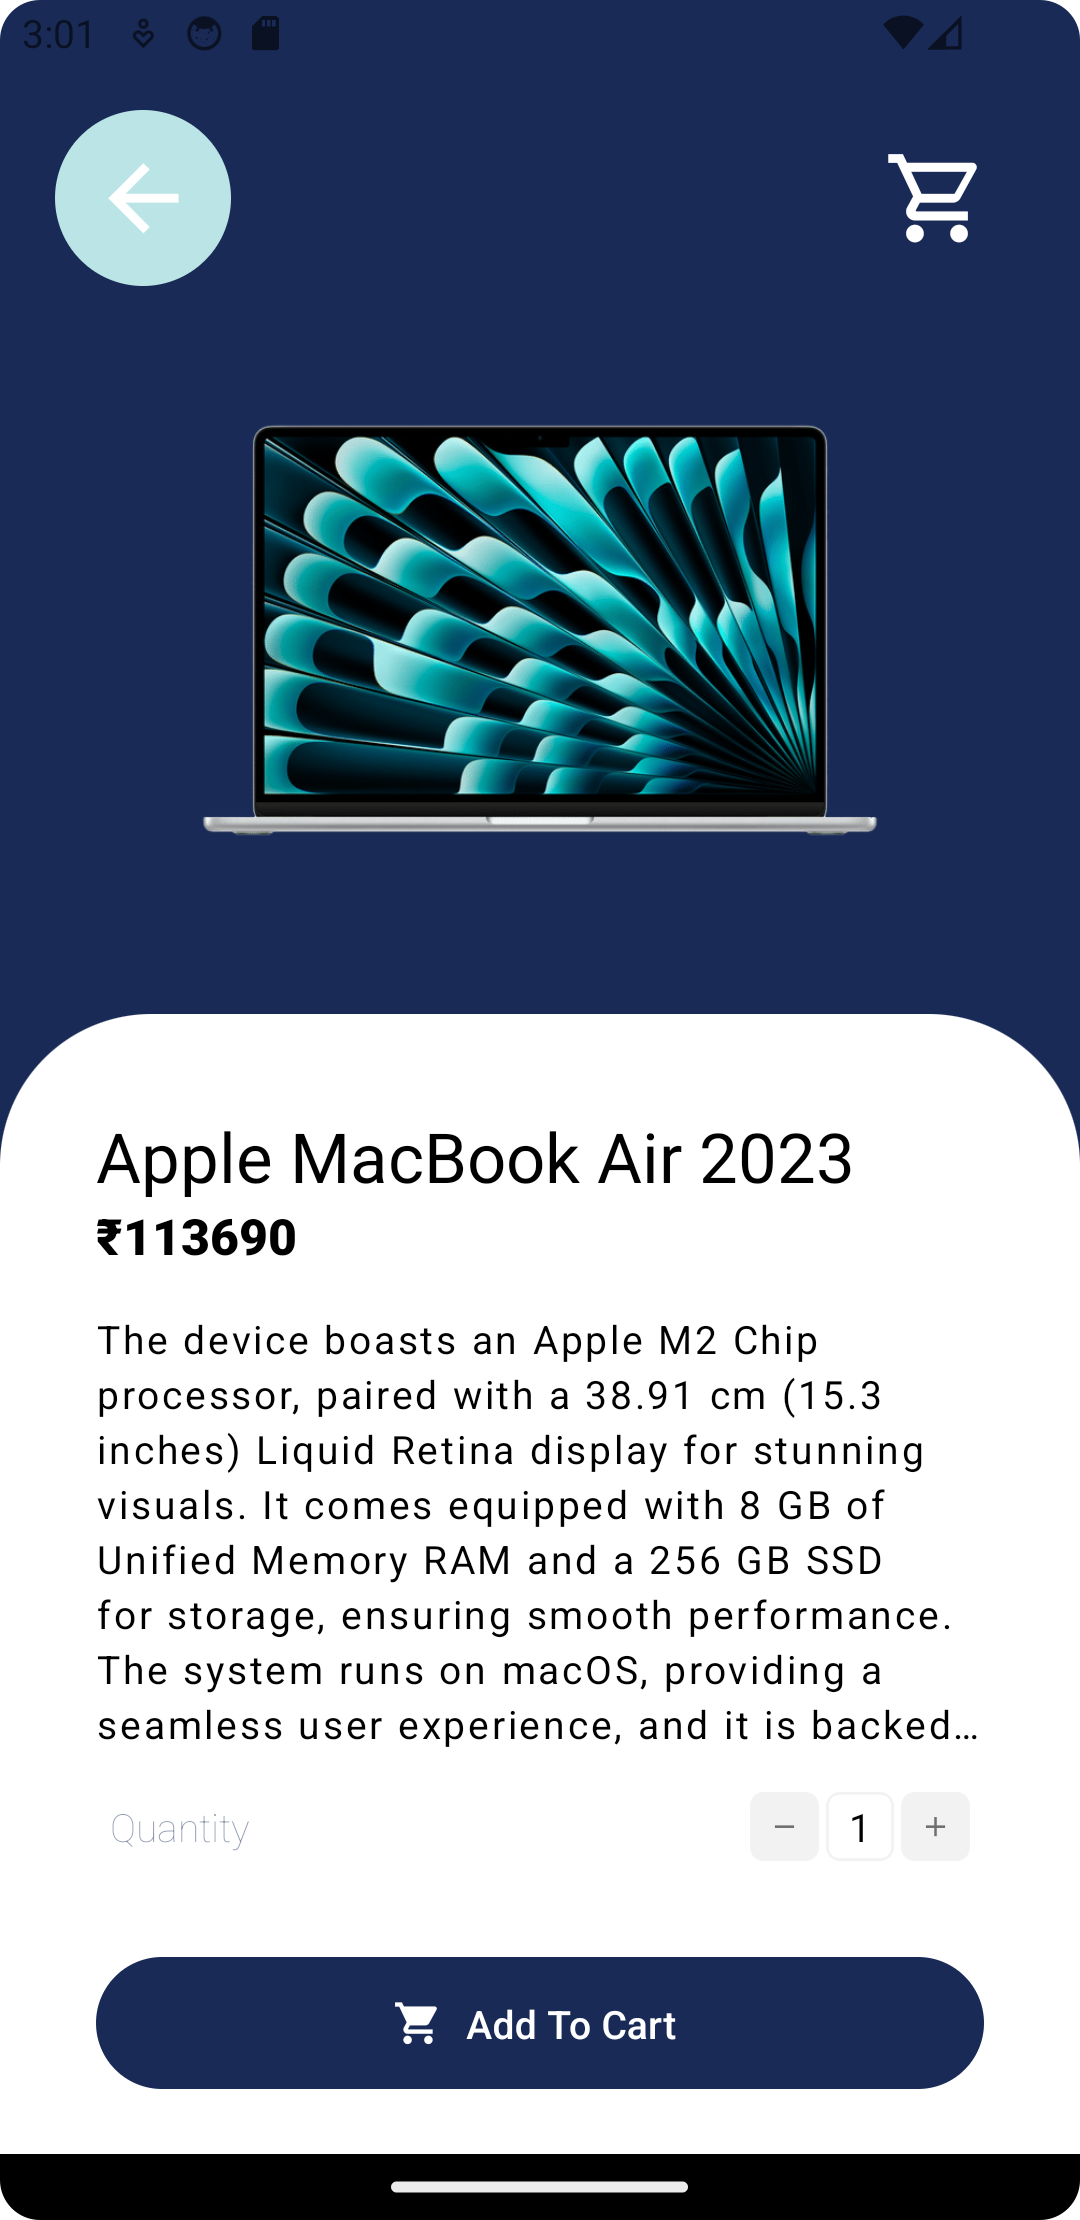 3:01
Apple MacBook Air 2023
₹113690
The device boasts an Apple M2 Chip
processor, paired with a 38.91 cm (15.3
inches) Liquid Retina display for stunning
visuals. It comes equipped with 8 GB of
Unified Memory RAM and a 256 GB SSD
for storage, ensuring smooth performance.
The system runs on macOS, providing a
seamless user experience, and it is backed…
Quantity − 1 +
Add To Cart